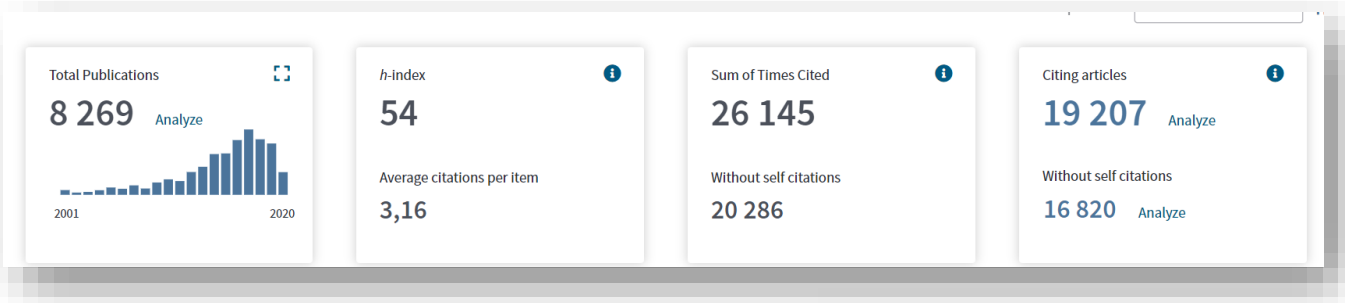 Total Publications
8 269 Analyze
2001 2020
h-index
54
Average citations per item
3,16
Sum of Times Cited
26 145
Without self citations
20 286
Citing articles
19 207 Analyze
Without self citations
16 820 Analyze